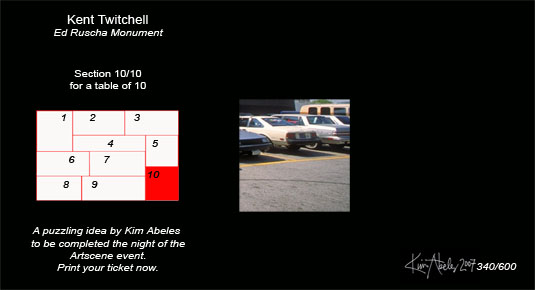 Kent Twitchell
Ed Ruscha Monument
Section 10/10
for a table of 10
1 2 3
4 5
6 7
10
8 9
A puzzling idea by Kim Abeles
to be completed the night of the
Artscene event.
Print your ticket now.
Kim Abeles 2007 340/600